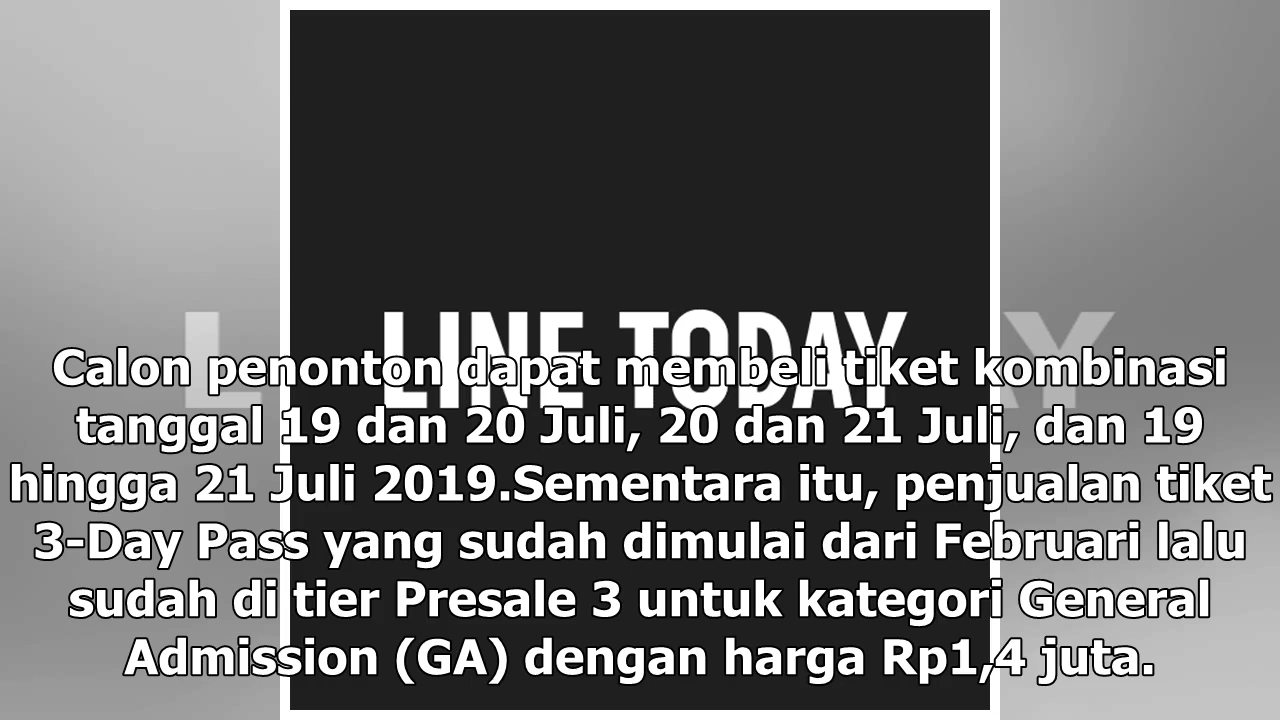 LINE TODAY
Calon penonton dapat membeli tiket kombinasi
tanggal 19 dan 20 Juli, 20 dan 21 Juli, dan 19
hingga 21 Juli 2019.Sementara itu, penjualan tiket
3-Day Pass yang sudah dimulai dari Februari lalu
sudah di tier Presale 3 untuk kategori General
Admission (GA) dengan harga Rp1,4 juta.